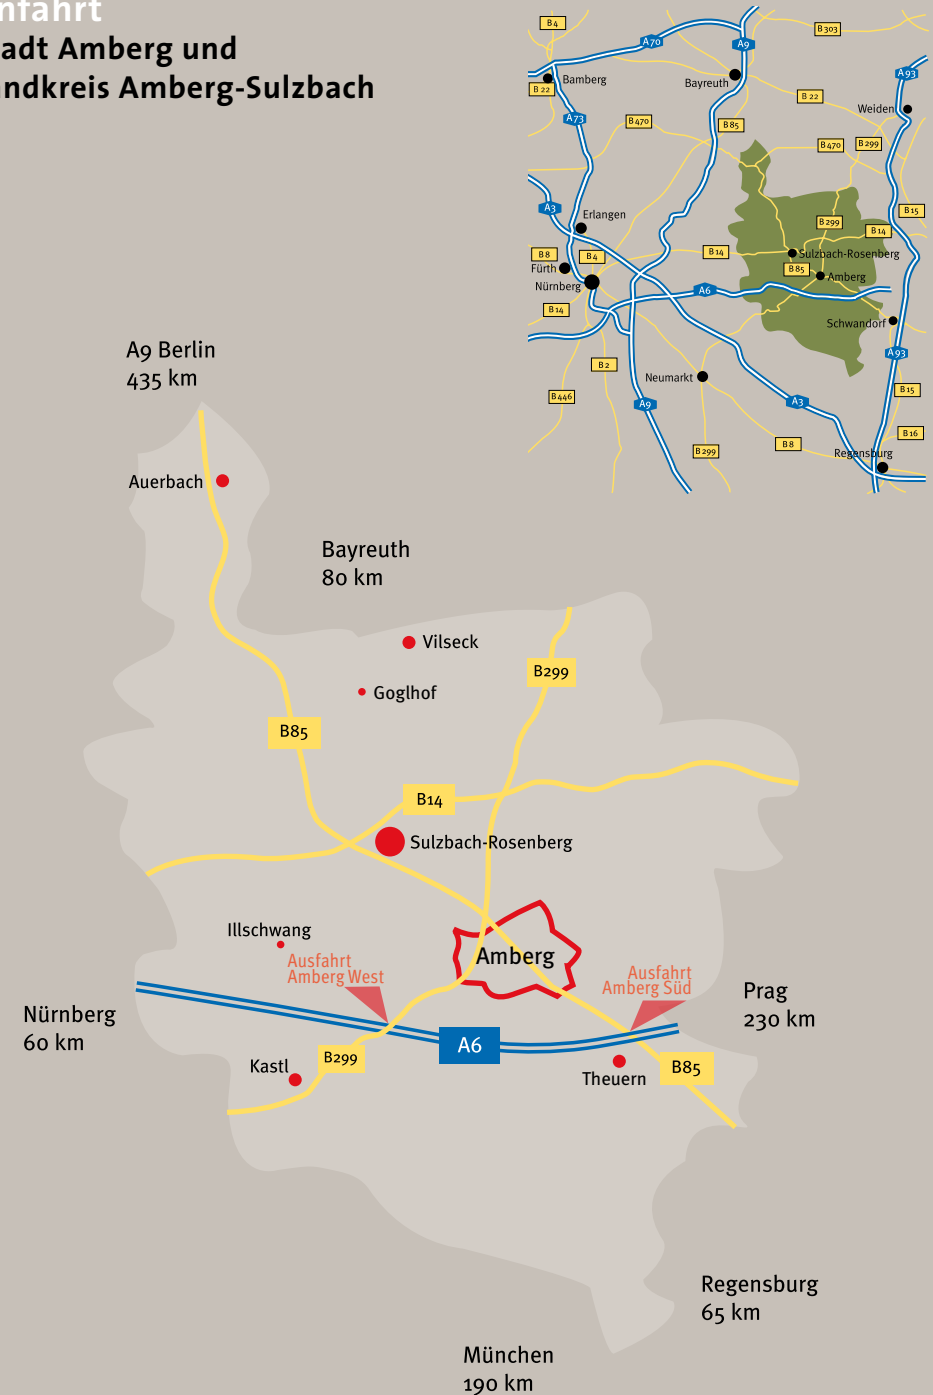 nfahrt
adt Amberg und
ndkreis Amberg-Sulzbach
B4
B303
A70
A9
A93
Bamberg
Bayreuth
B 22
B 22
Weiden
A73
B470
B85
B470
B299
A3
Erlangen
B15
B299
B14
B8
B4
B14
Sulzbach-Rosenberg
Fürth
B85
Amberg
Nürnberg
A6
B14
Schwandorf
A93
B2
Neumarkt
B15
B446
A9
A3
B16
B8
B299
Regensburg
A9 Berlin
435 km
Auerbach
Bayreuth
80 km
Vilseck
B299
Goglhof
B85
B14
Sulzbach-Rosenberg
Illschwang
Amberg
Ausfahrt
Amberg West
Ausfahrt
Amberg Süd
Prag
230 km
Nürnberg
60 km
A6
B299
Kastl
Theuern
B85
Regensburg
65 km
München
190 km